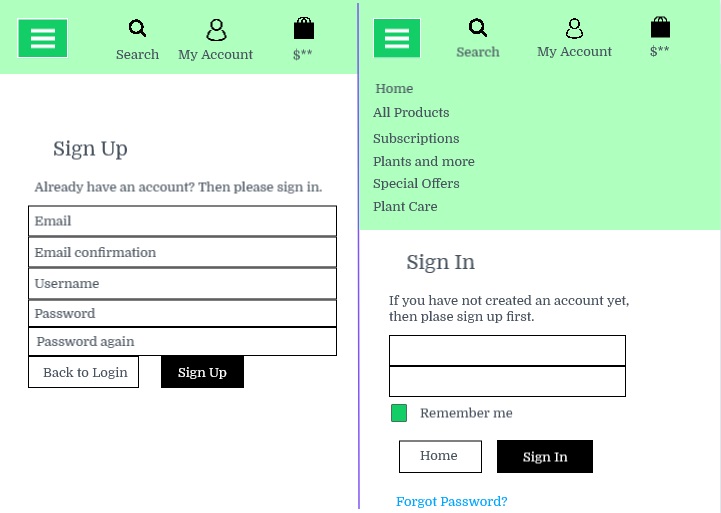 Search My Account $**
Sign Up
Already have an account? Then please sign in.
Email
Email confirmation
Username
Password
Password again
Back to Login Sign Up
Search My Account $**
Home
All Products
Subscriptions
Plants and more
Special Offers
Plant Care
Sign In
If you have not created an account yet,
then plase sign up first.
Remember me
Home Sign In
Forgot Password?